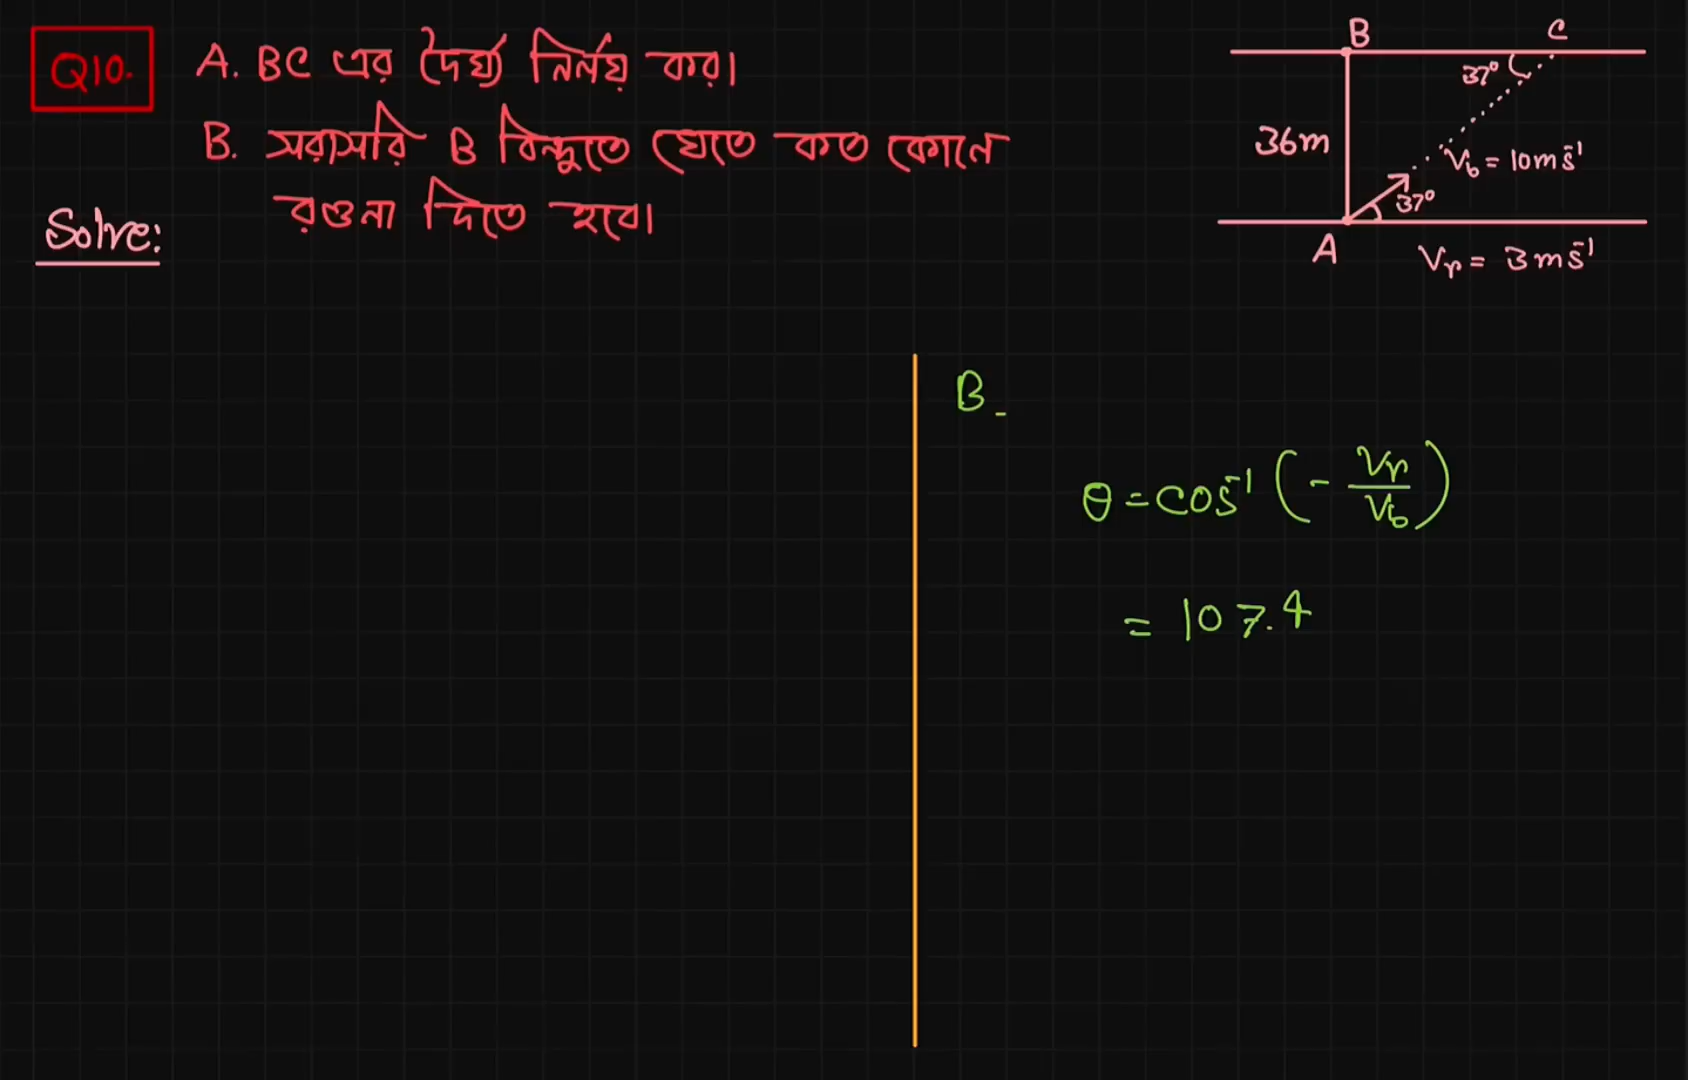 Q10. A. BC এর দৈর্ঘ্য নির্ণয় কর।
B. সরাসরি B বিন্দুতে যেতে কত কোণে
রওনা দিতে হবে।
Solve:
B C
37°
36m
V_b = 10ms⁻¹
37°
A
V_r = 3ms⁻¹
B.
θ = cos⁻¹ (- V_r/V_b)
= 107.4